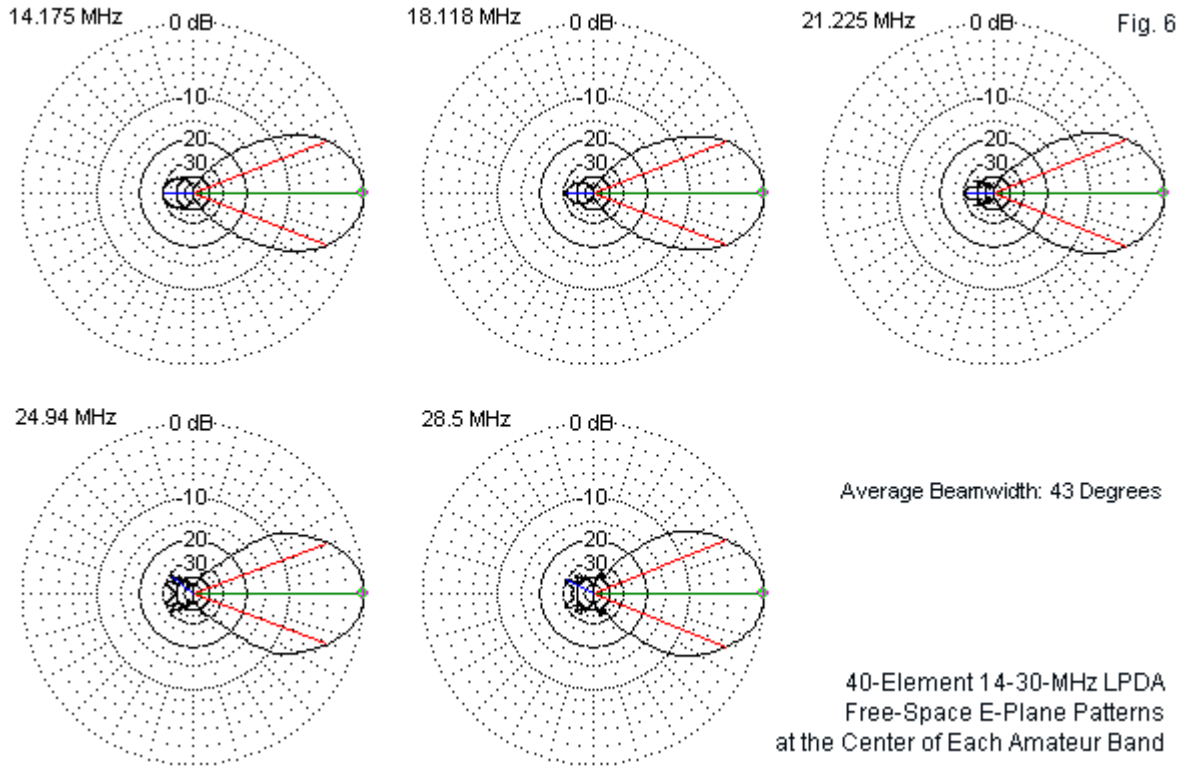 14.175 MHz
0 dB
-10
-20
-30
18.118 MHz
0 dB
-10
-20
-30
21.225 MHz
0 dB
-10
-20
-30
Fig. 6
24.94 MHz
0 dB
-10
-20
-30
28.5 MHz
0 dB
-10
-20
-30
Average Beamwidth: 43 Degrees
40-Element 14-30-MHz LPDA
Free-Space E-Plane Patterns
at the Center of Each Amateur Band